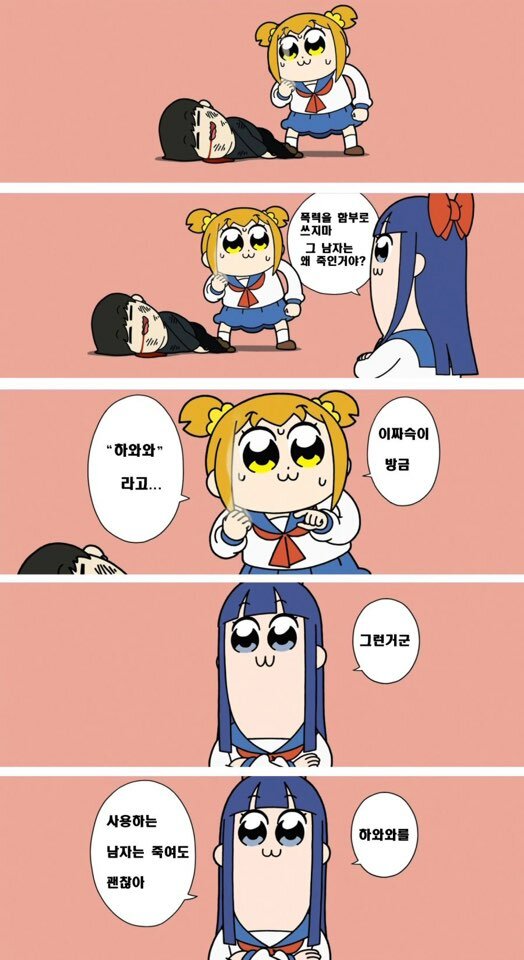 폭력을 함부로
쓰지마
그 남자는
왜 죽인거야?
이짜슥이
방금
“하와와”
라고...
그런거군
하와와를
사용하는
남자는 죽여도
괜찮아